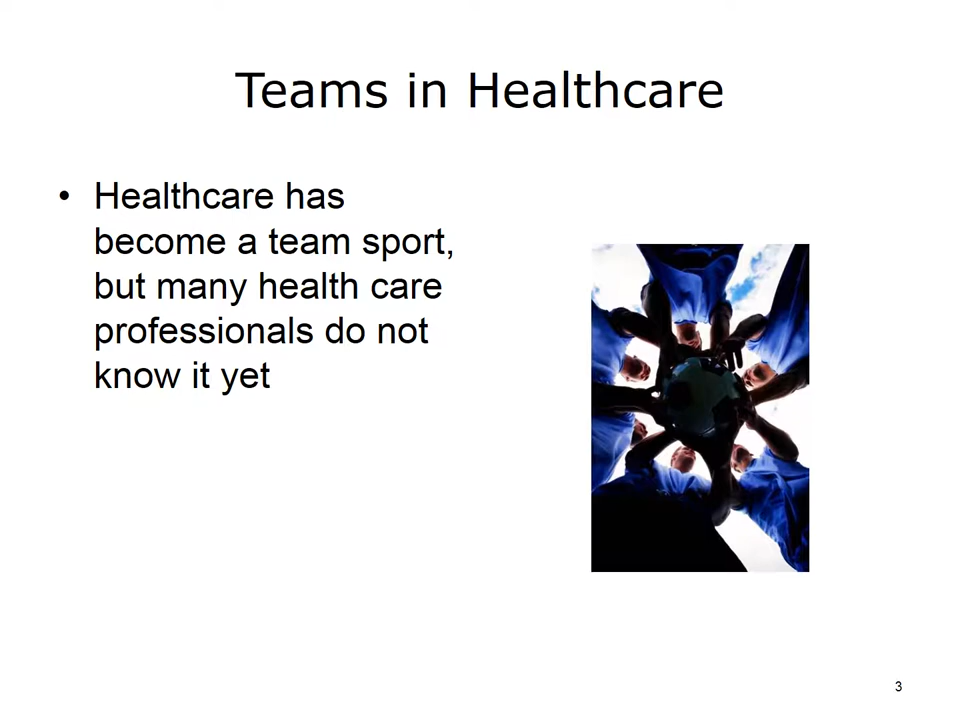 Teams in Healthcare
• Healthcare has
become a team sport,
but many health care
professionals do not
know it yet
3